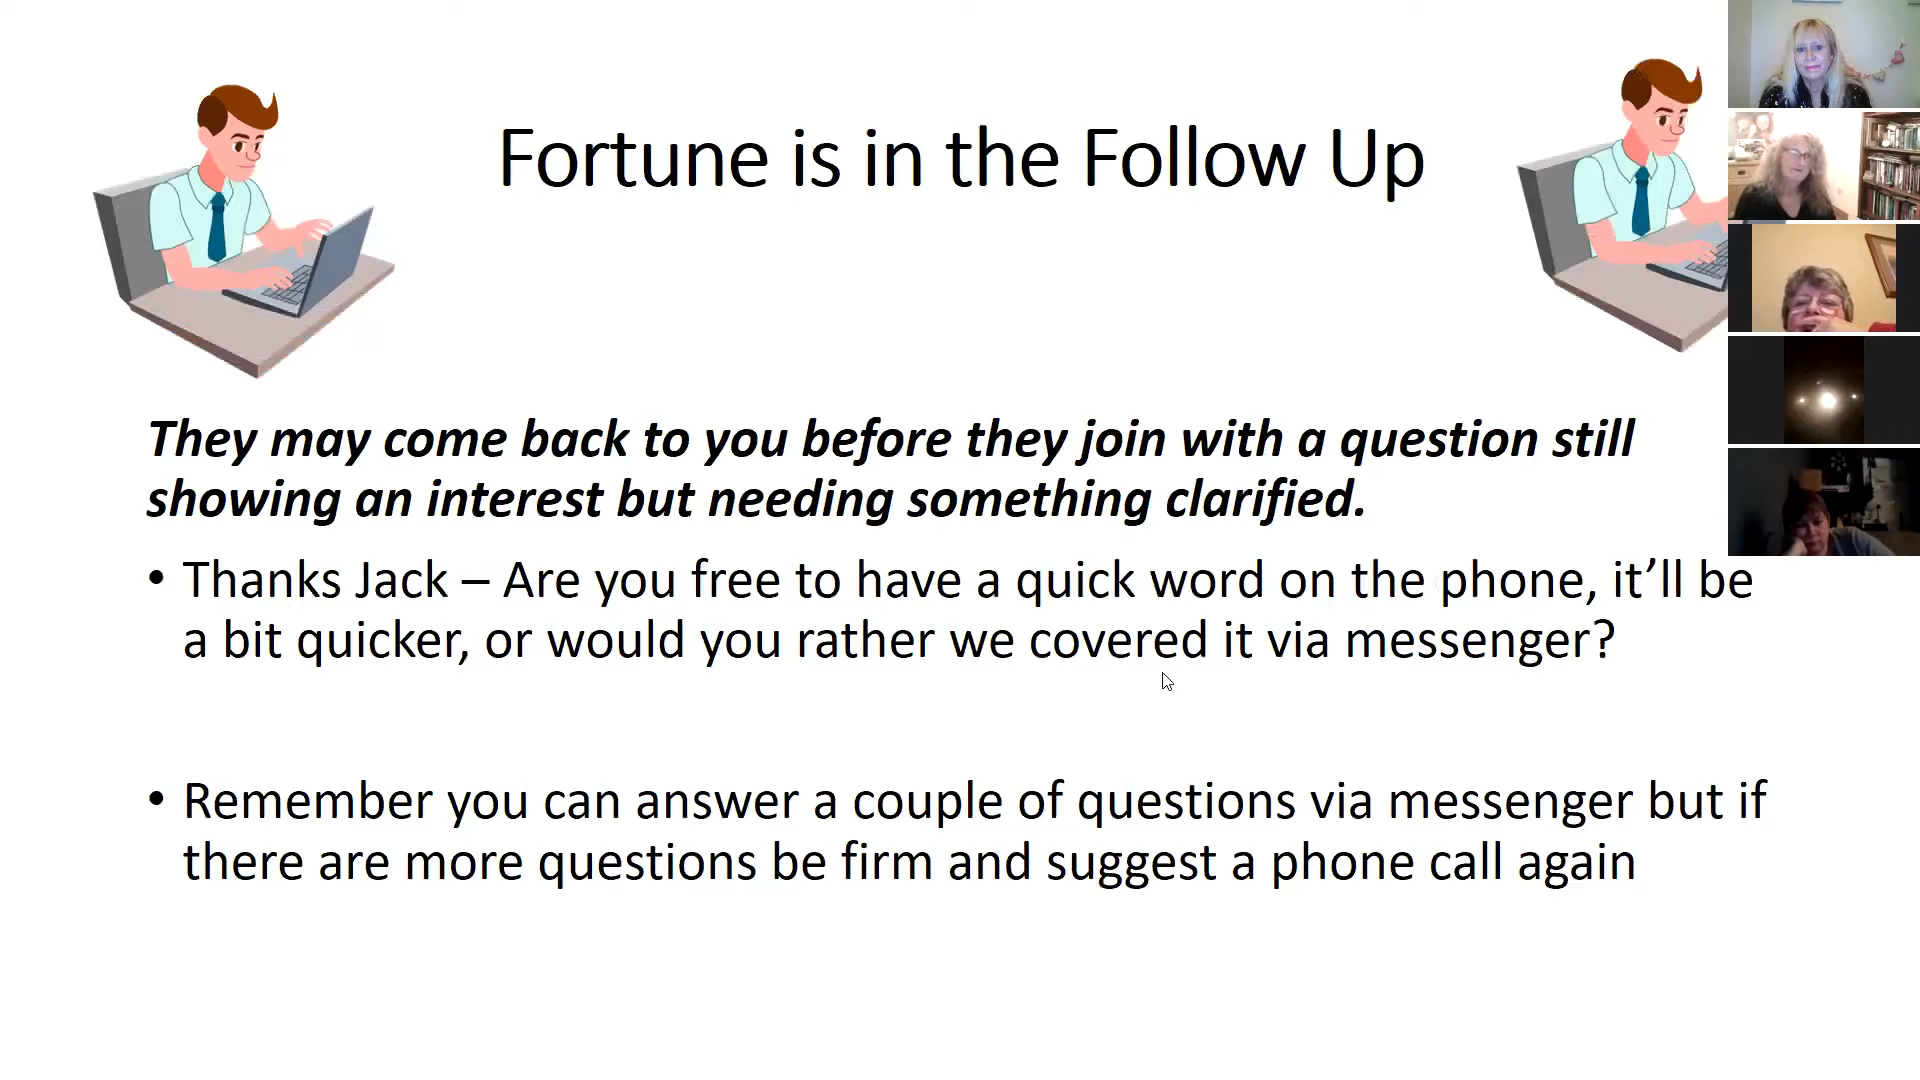 Fortune is in the Follow Up
They may come back to you before they join with a question still
showing an interest but needing something clarified.
• Thanks Jack – Are you free to have a quick word on the phone, it’ll be
a bit quicker, or would you rather we covered it via messenger?
• Remember you can answer a couple of questions via messenger but if
there are more questions be firm and suggest a phone call again